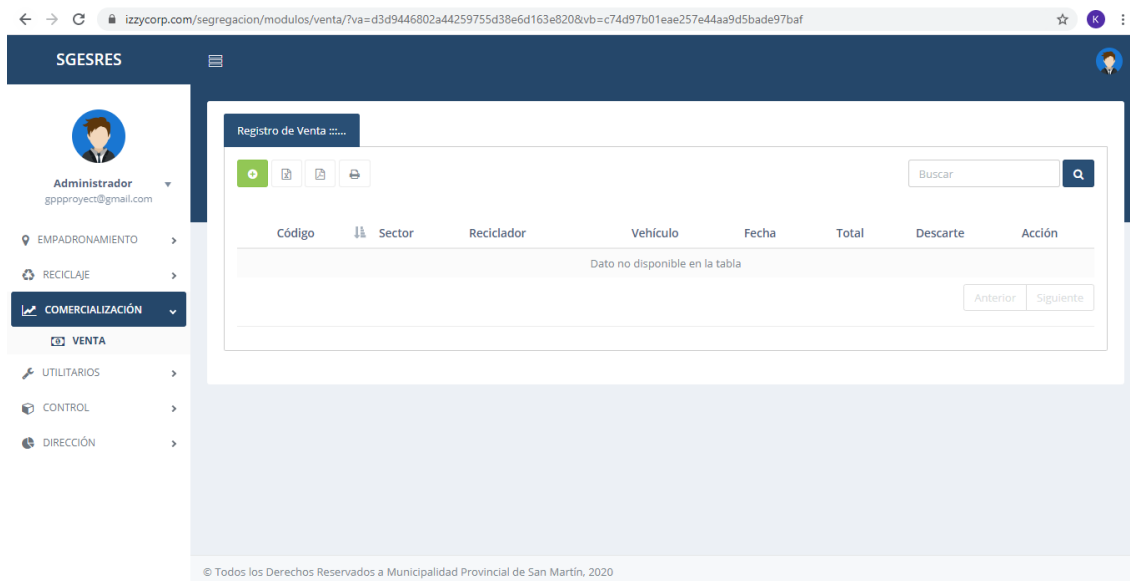 izzycorp.com/segregacion/modulos/venta/?va=d3d9446802a44259755d38e6d163e820&vb=c74d97b01eae257e44aa9d5bade97baf
K
SGESRES
Registro de Venta :::...
Administrador
gppproyect@gmail.com
Buscar
EMPADRONAMIENTO
Código Sector Reciclador Vehículo Fecha Total Descarte Acción
Dato no disponible en la tabla
RECICLAJE
Anterior Siguiente
COMERCIALIZACIÓN
VENTA
UTILITARIOS
CONTROL
DIRECCIÓN
© Todos los Derechos Reservados a Municipalidad Provincial de San Martín, 2020